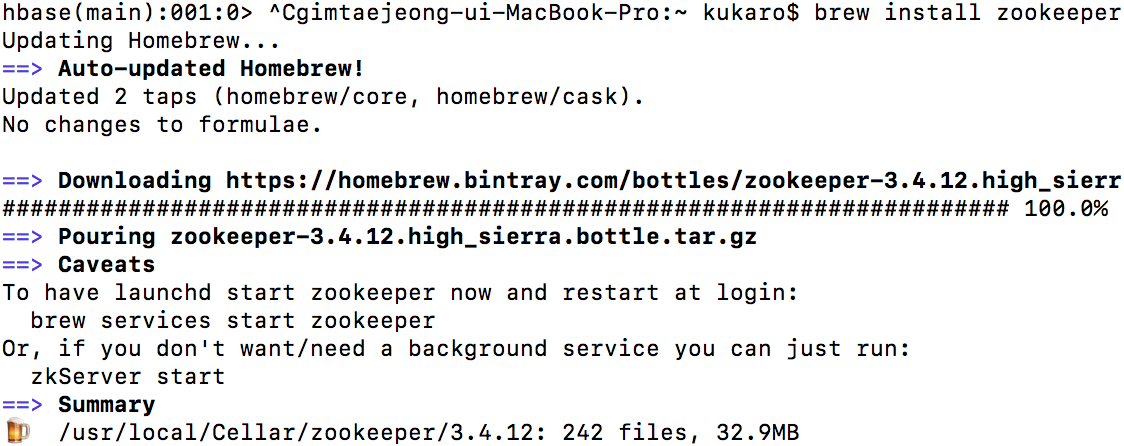 hbase(main):001:0> ^Cgimtaejeong-ui-MacBook-Pro:~ kukaro$ brew install zookeeper
Updating Homebrew...
==> Auto-updated Homebrew!
Updated 2 taps (homebrew/core, homebrew/cask).
No changes to formulae.
==> Downloading https://homebrew.bintray.com/bottles/zookeeper-3.4.12.high_sierr
######################################################################## 100.0%
==> Pouring zookeeper-3.4.12.high_sierra.bottle.tar.gz
==> Caveats
To have launchd start zookeeper now and restart at login:
  brew services start zookeeper
Or, if you don't want/need a background service you can just run:
  zkServer start
==> Summary
🍺  /usr/local/Cellar/zookeeper/3.4.12: 242 files, 32.9MB